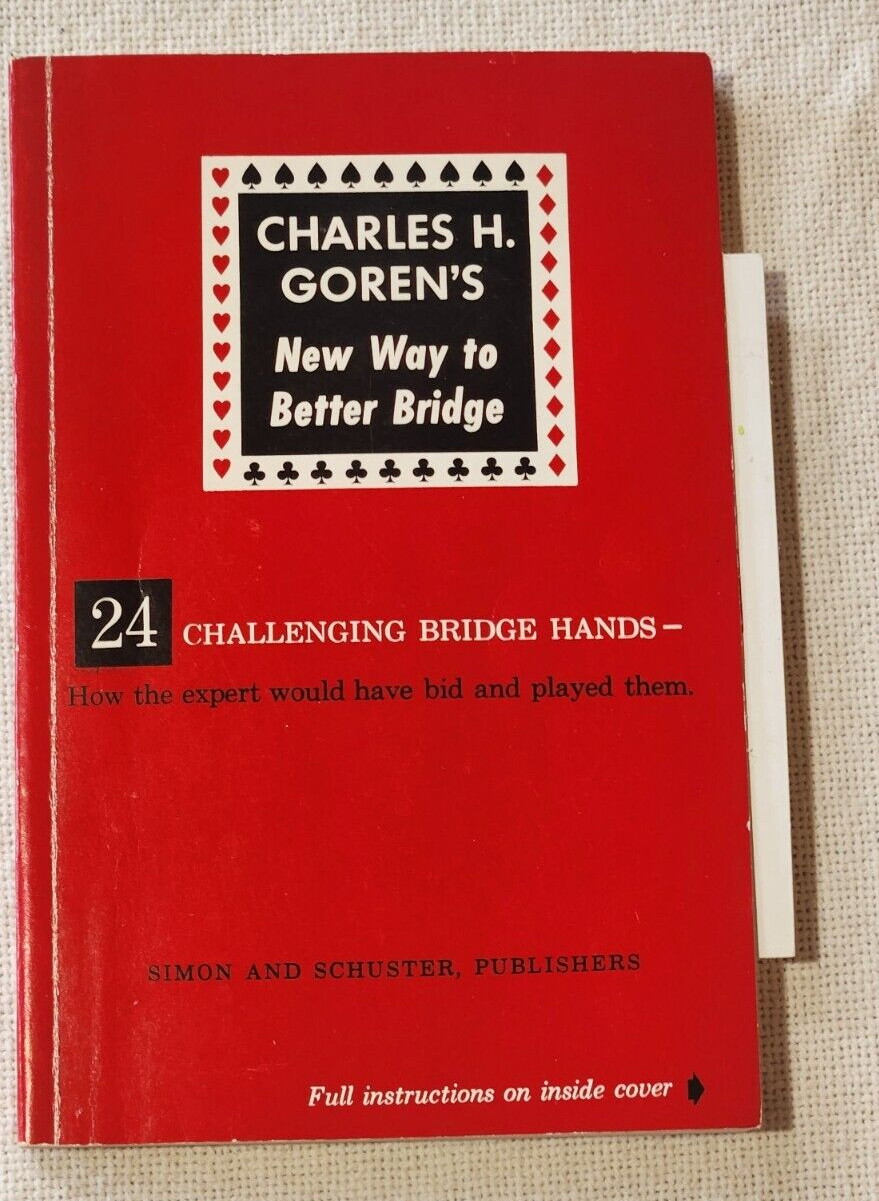 CHARLES H.
GOREN'S
New Way to
Better Bridge
24 CHALLENGING BRIDGE HANDS–
How the expert would have bid and played them.
SIMON AND SCHUSTER, PUBLISHERS
Full instructions on inside cover